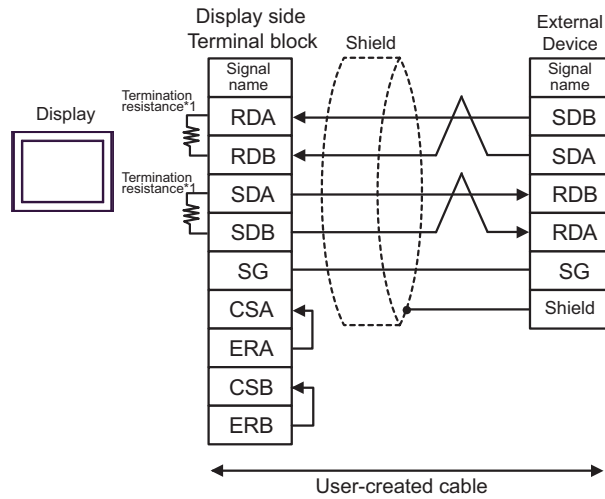 Display side
Terminal block
Shield
External
Device
Signal
name
Signal
name
Display
Termination
resistance*1
RDA
SDB
RDB
SDA
Termination
resistance*1
SDA
RDB
SDB
RDA
SG
SG
CSA
Shield
ERA
CSB
ERB
User-created cable